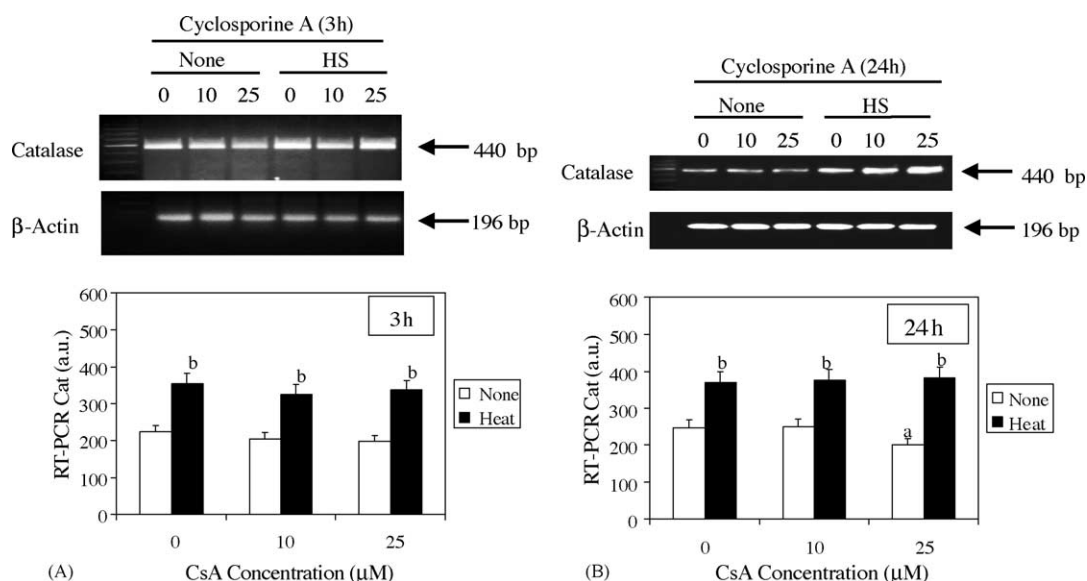 Cyclosporine A (3h)
None HS
0 10 25 0 10 25
Catalase 440 bp
β-Actin 196 bp
600
500
400
300
200
100
0
RT-PCR Cat (a.u.)
3h
b b b
None
Heat
0 10 25
(A) CsA Concentration (μM)
Cyclosporine A (24h)
None HS
0 10 25 0 10 25
Catalase 440 bp
β-Actin 196 bp
600
500
400
300
200
100
0
RT-PCR Cat (a.u.)
24h
b b b
a
None
Heat
0 10 25
(B) CsA Concentration (μM)